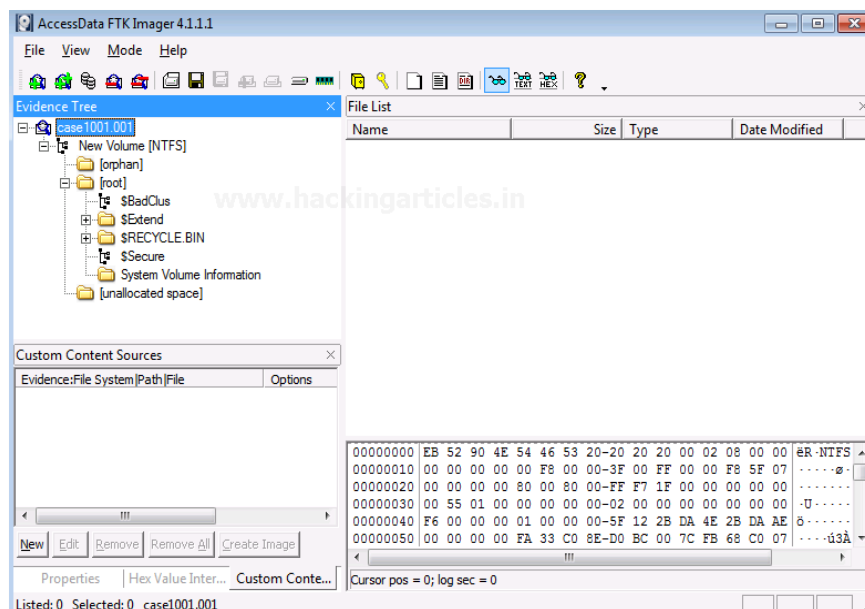 AccessData FTK Imager 4.1.1.1
File View Mode Help
TEXT HEX
Evidence Tree
case1001.001
New Volume [NTFS]
[orphan]
[root]
$BadClus
$Extend
$RECYCLE.BIN
$Secure
System Volume Information
[unallocated space]
File List
Name Size Type Date Modified
www.hackingarticles.in
Custom Content Sources
Evidence:File System|Path|File Options
New Edit Remove Remove All Create Image
Properties Hex Value Inter... Custom Conte...
00000000 EB 52 90 4E 54 46 53 20-20 20 20 00 02 08 00 00 ëR·NTFS
00000010 00 00 00 00 00 F8 00 00-3F 00 FF 00 00 F8 5F 07 ·····ø·
00000020 00 00 00 00 80 00 80 00-FF F7 1F 00 00 00 00 00 ·······
00000030 00 55 01 00 00 00 00 00-02 00 00 00 00 00 00 00 ·U·····
00000040 F6 00 00 00 01 00 00 00-5F 12 2B DA 4E 2B DA AE ö······
00000050 00 00 00 00 FA 33 C0 8E-D0 BC 00 7C FB 68 C0 07 ····ú3À
Cursor pos = 0; log sec = 0
Listed: 0 Selected: 0 case1001.001